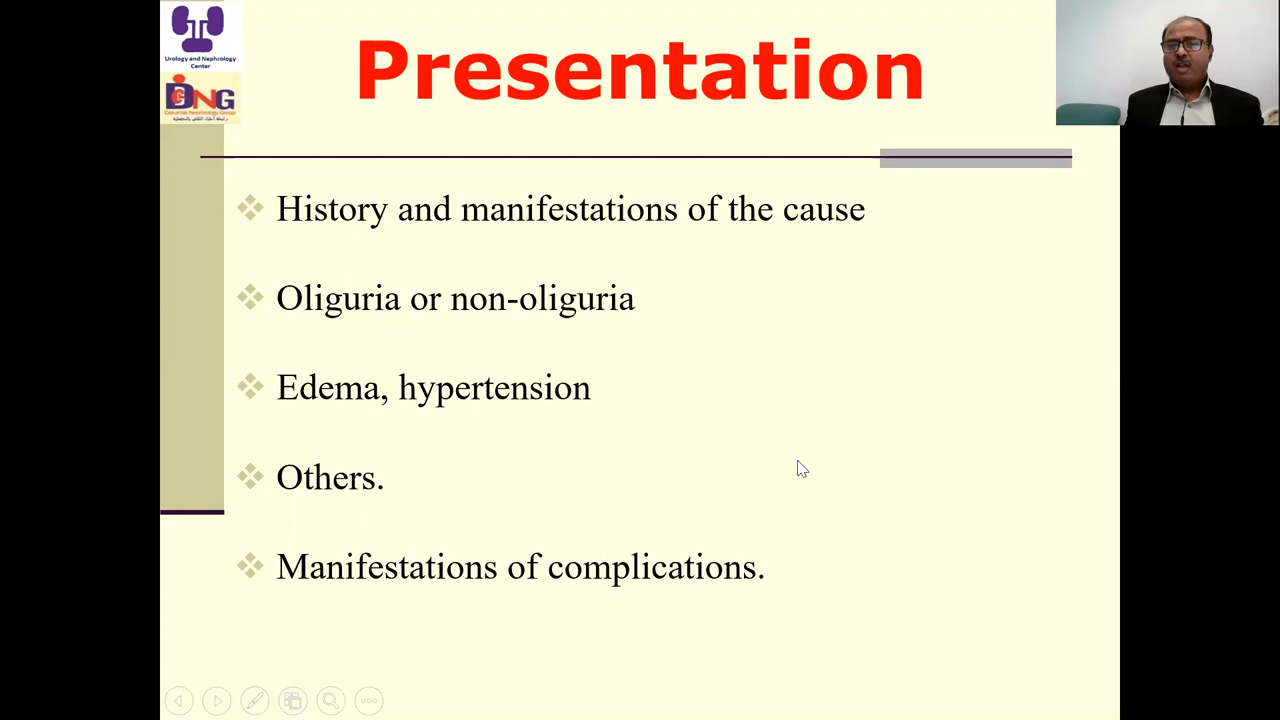 Urology and Nephrology
Center
DNG
Presentation
History and manifestations of the cause
Oliguria or non-oliguria
Edema, hypertension
Others.
Manifestations of complications.